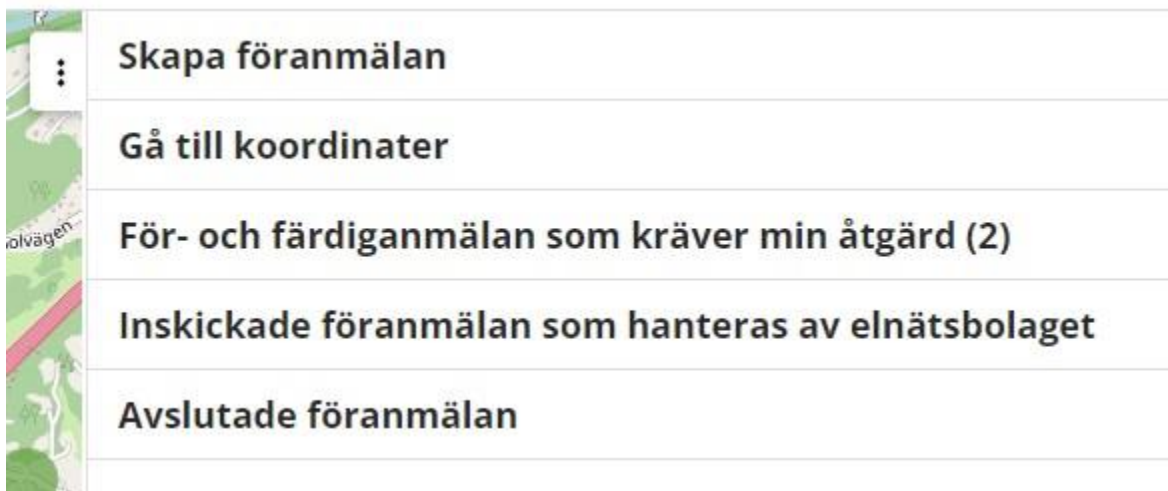 Skapa föranmälan
Gå till koordinater
olvägen
För- och färdiganmälan som kräver min åtgärd (2)
Inskickade föranmälan som hanteras av elnätsbolaget
Avslutade föranmälan